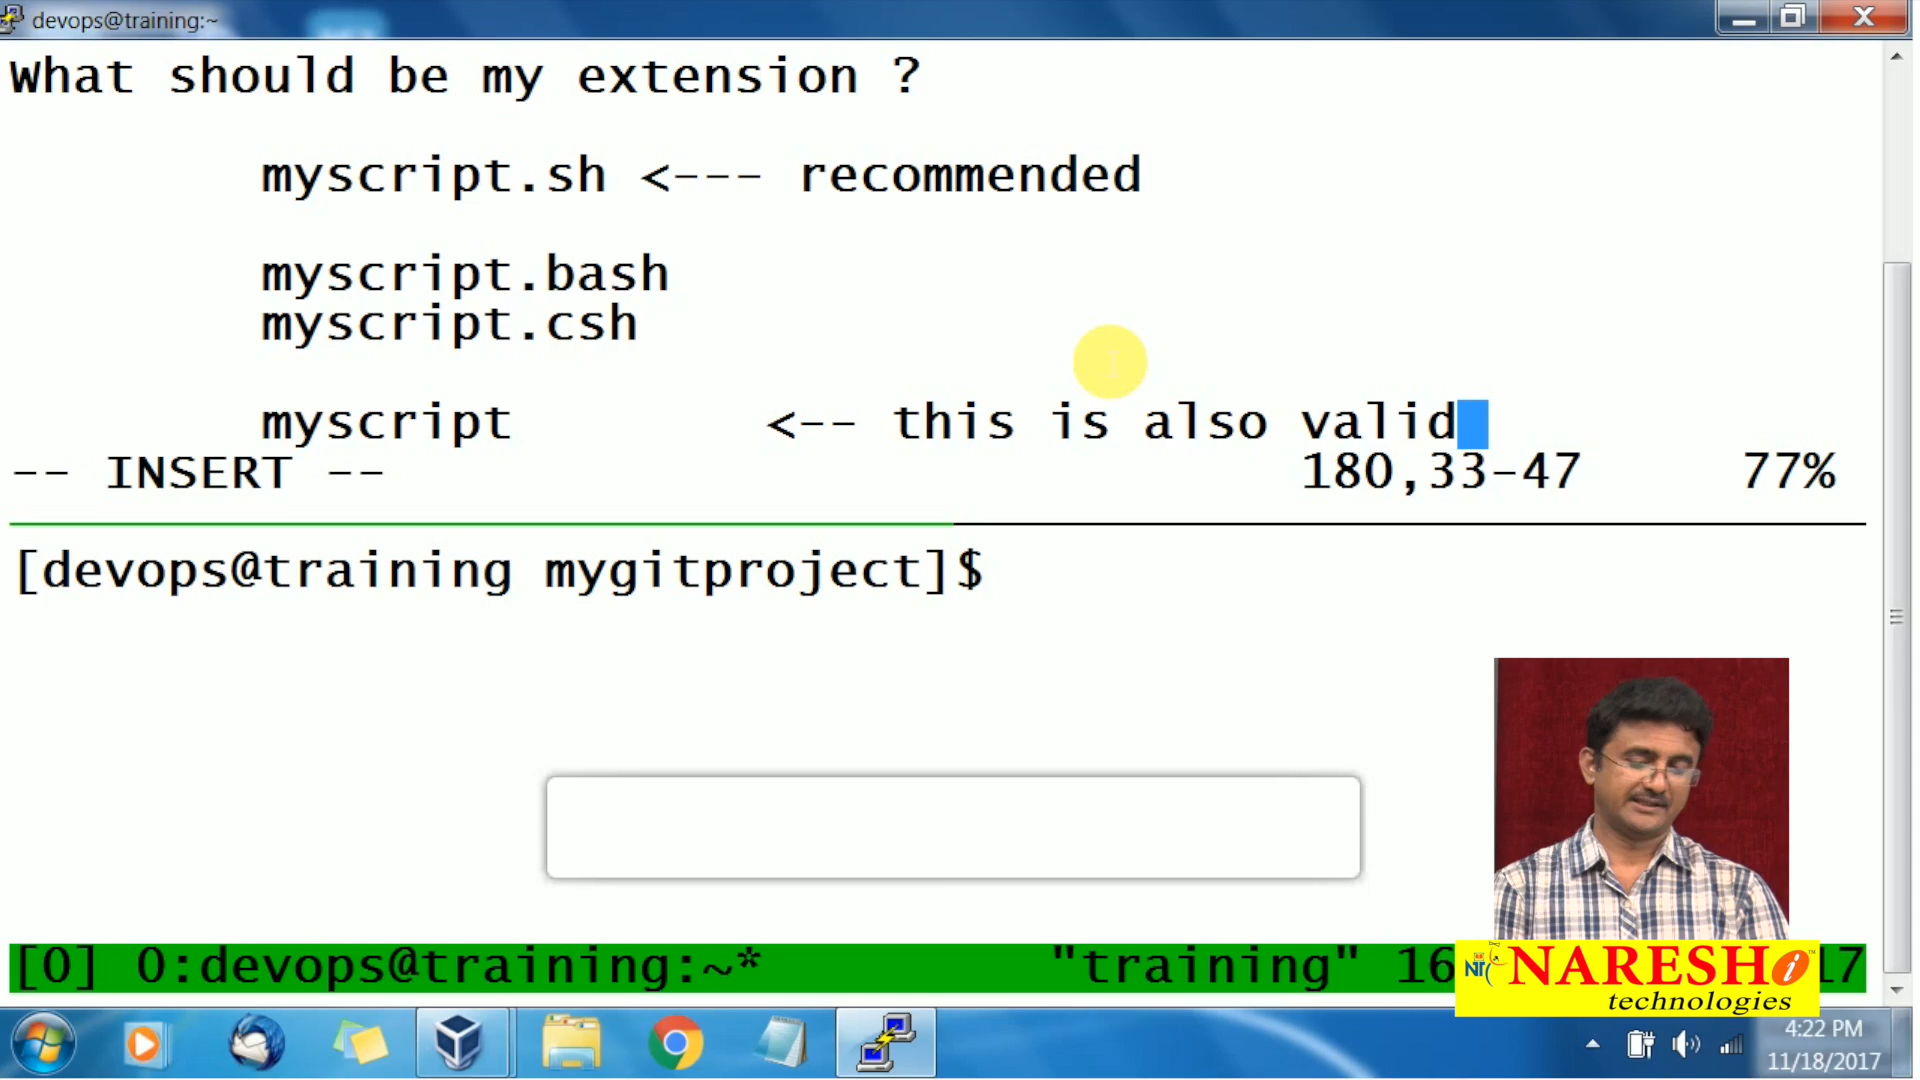 devops@training:~
What should be my extension ?
myscript.sh <--- recommended
myscript.bash
myscript.csh
myscript <-- this is also valid
-- INSERT -- 180,33-47 77%
[devops@training mygitproject]$
[0] 0:devops@training:~* "training" 16 17
NARESH i
technologies
4:22 PM
11/18/2017